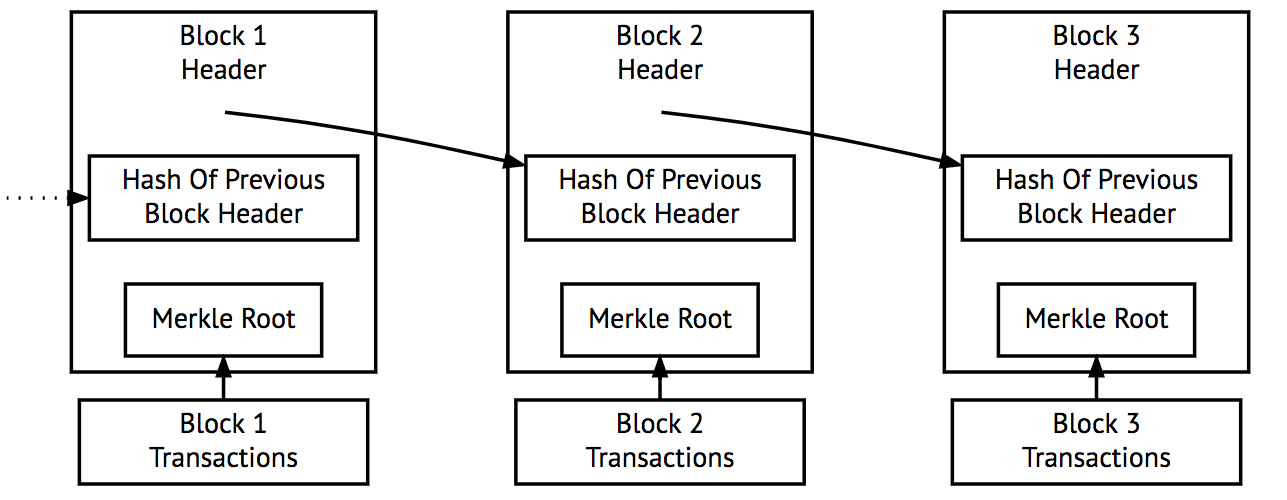 Block 1
Header
Hash Of Previous
Block Header
Merkle Root
Block 1
Transactions
Block 2
Header
Hash Of Previous
Block Header
Merkle Root
Block 2
Transactions
Block 3
Header
Hash Of Previous
Block Header
Merkle Root
Block 3
Transactions